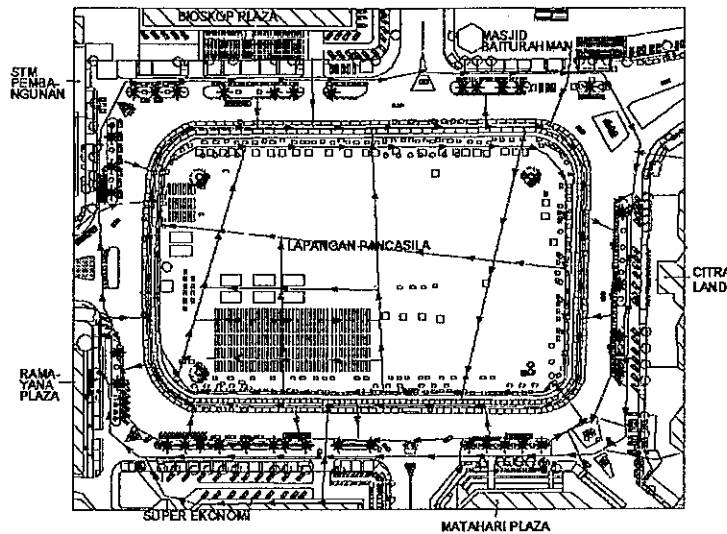 BIOSKOP PLAZA
MASJID
BAITURAHMAN
STM
PEMBA-
NGUNAN
LAPANGAN PANCASILA
CITRA
LAND
RAMA-
YANA
PLAZA
SUPER EKONOMI
MATAHARI PLAZA